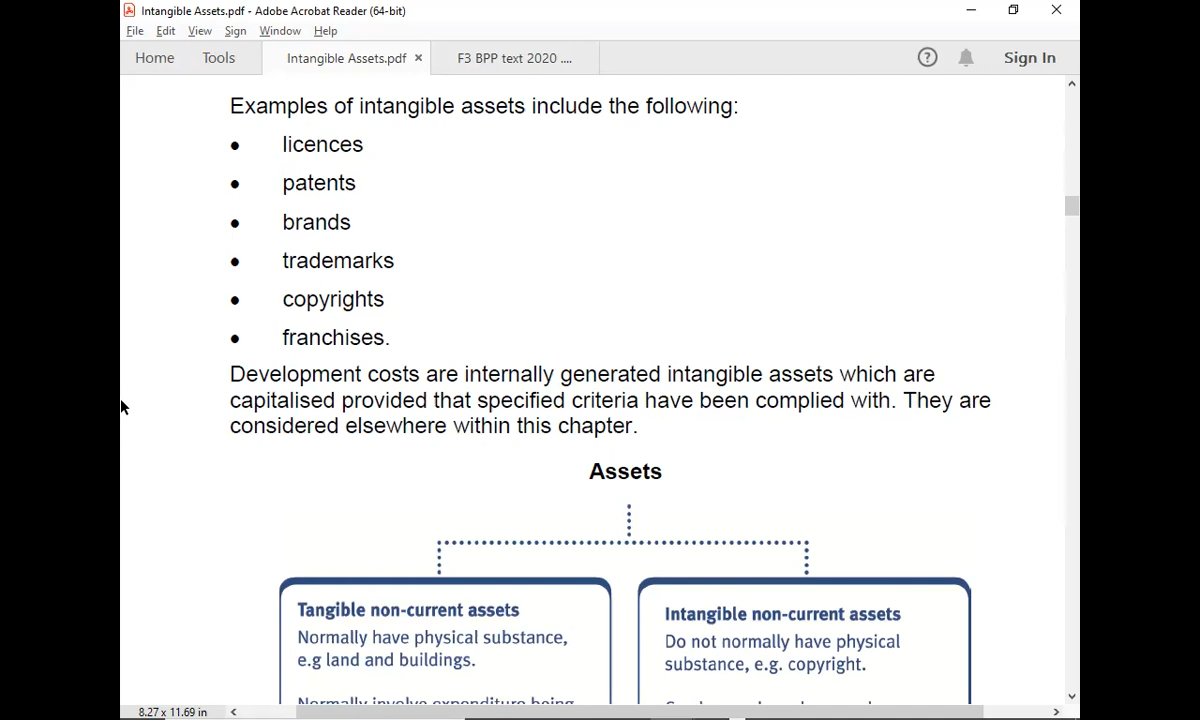 Intangible Assets.pdf - Adobe Acrobat Reader (64-bit)
File Edit View Sign Window Help
Home Tools Intangible Assets.pdf × F3 BPP text 2020 .... ? Sign In
Examples of intangible assets include the following:
• licences
• patents
• brands
• trademarks
• copyrights
• franchises.
Development costs are internally generated intangible assets which are
capitalised provided that specified criteria have been complied with. They are
considered elsewhere within this chapter.
Assets
Tangible non-current assets
Normally have physical substance,
e.g land and buildings.
Normally involve expenditure being
Intangible non-current assets
Do not normally have physical
substance, e.g. copyright.
8.27 x 11.69 in